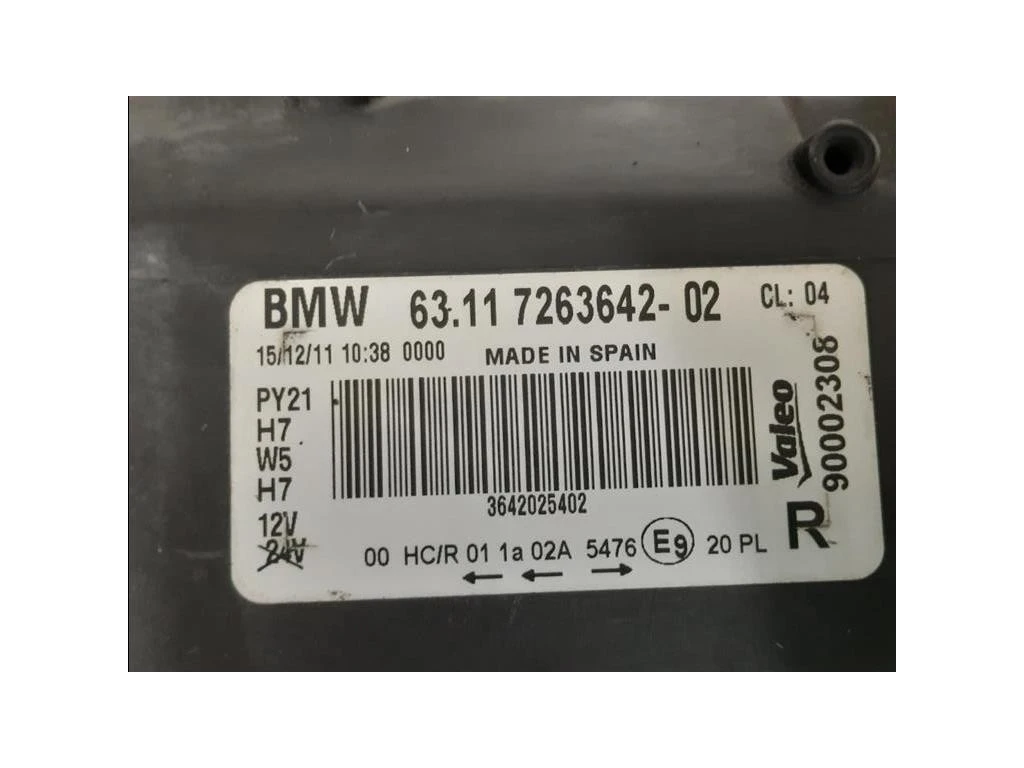 BMW 63.11 7263642-02 CL: 04
15/12/11 10:38 0000 MADE IN SPAIN
PY21
H7
W5
H7
12V
24V
3642025402
Valeo
90002308
R
00 HC/R 01 1a 02A 5476 E9 20 PL
← ← →